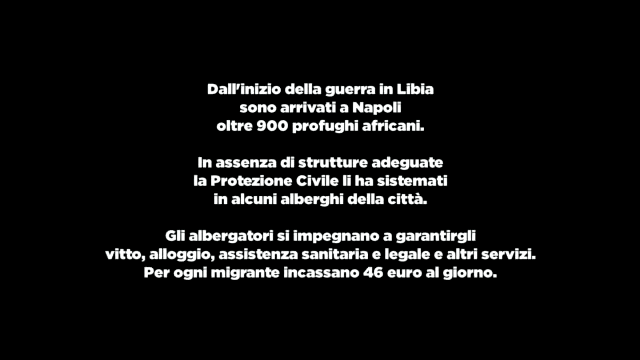 Dall'inizio della guerra in Libia
sono arrivati a Napoli
oltre 900 profughi africani.
In assenza di strutture adeguate
la Protezione Civile li ha sistemati
in alcuni alberghi della città.
Gli albergatori si impegnano a garantirgli
vitto, alloggio, assistenza sanitaria e legale e altri servizi.
Per ogni migrante incassano 46 euro al giorno.